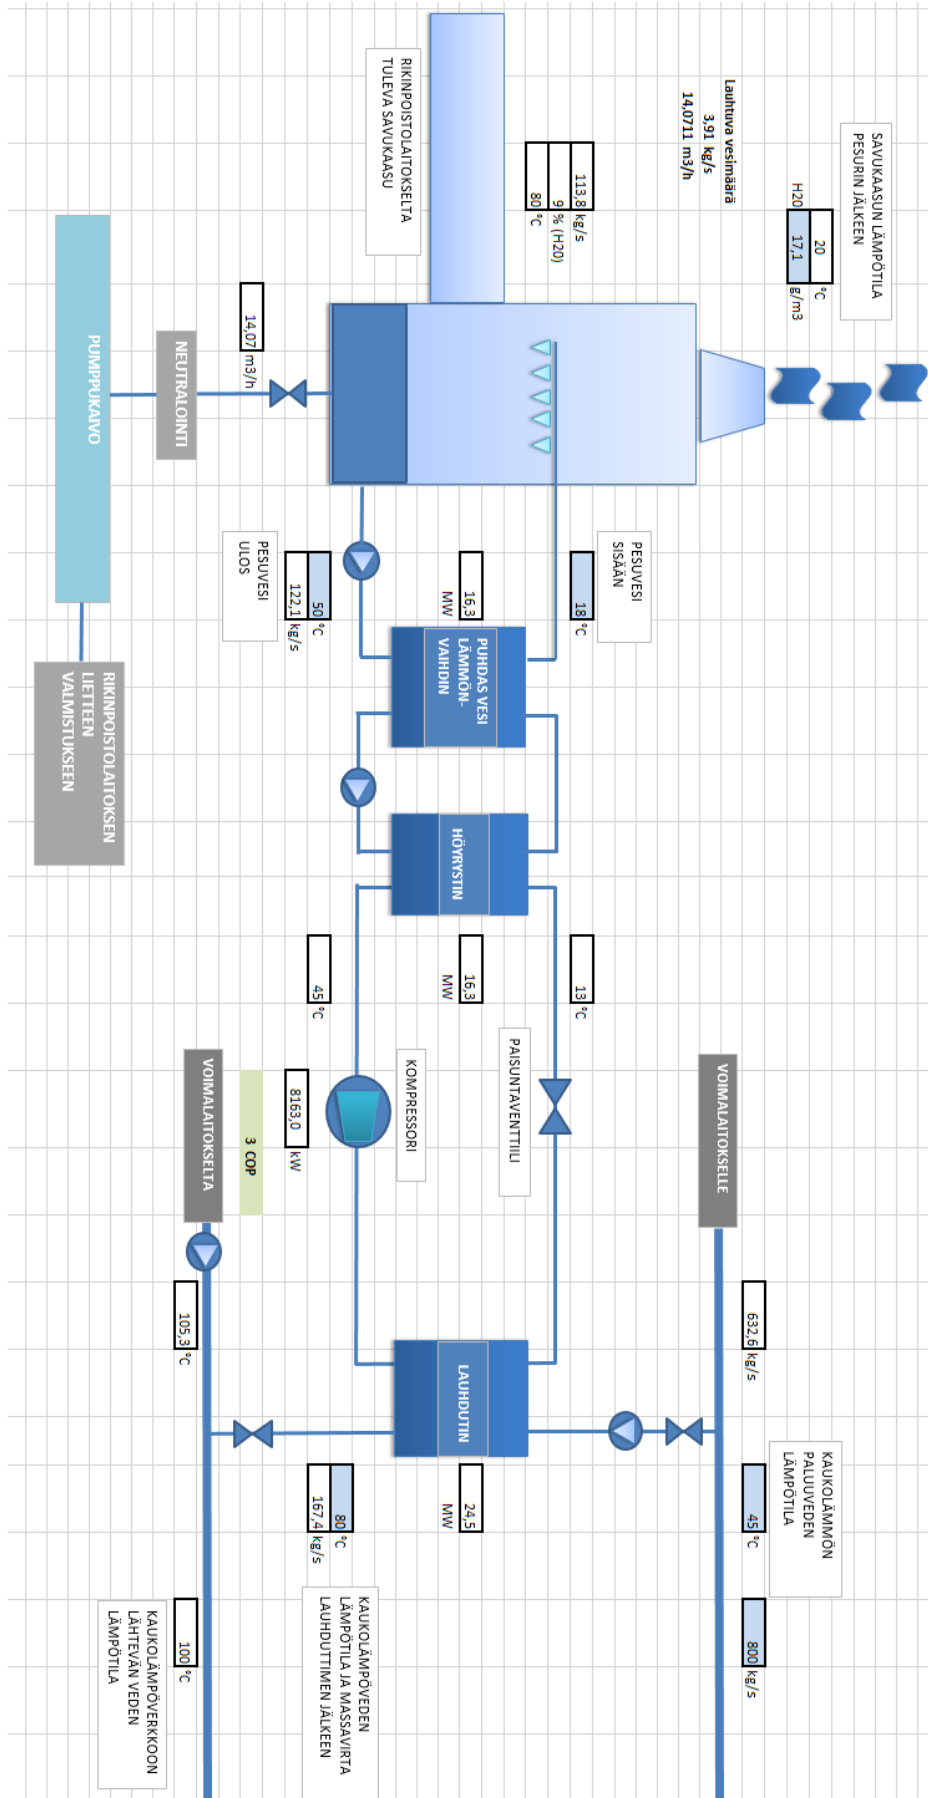 SAVUKAASUN LÄMPÖTILA
PESURIN JÄLKEEN
20 °C
H20 17,1 g/m3
Lauhtuva vesimäärä
3,91 kg/s
14,0711 m3/h
113,8 kg/s
9 % (H20)
80 °C
RIKINPOISTOLAITOKSELTA
TULEVA SAVUKAASU
14,07 m3/h
NEUTRALOINTI
PUMPPUKAIVO
RIKINPOISTOLAITOKSEN
LIETTEEN
VALMISTUKSEEN
PESUVESI
SISÄÄN
18 °C
16,3
MW
PESUVESI
ULOS
50 °C
122,1 kg/s
PUHDAS VESI
LÄMMÖN-
VAIHDIN
HÖYRYSTIN
13 °C
16,3
MW
45 °C
PAISUNTAVENTTIILI
KOMPRESSORI
8163,0 kW
3 COP
VOIMALAITOKSELTA
VOIMALAITOKSELLE
105,3 °C
632,6 kg/s
LAUHDUTIN
24,5
MW
80 °C
167,4 kg/s
KAUKOLÄMMÖN
PALUUVEDEN
LÄMPÖTILA
45 °C
800 kg/s
KAUKOLÄMPÖVEDEN
LÄMPÖTILA JA MASSAVIRTA
LAUHDUTTIMEN JÄLKEEN
100 °C
KAUKOLÄMPÖVERKKOON
LÄHTEVÄN VEDEN
LÄMPÖTILA